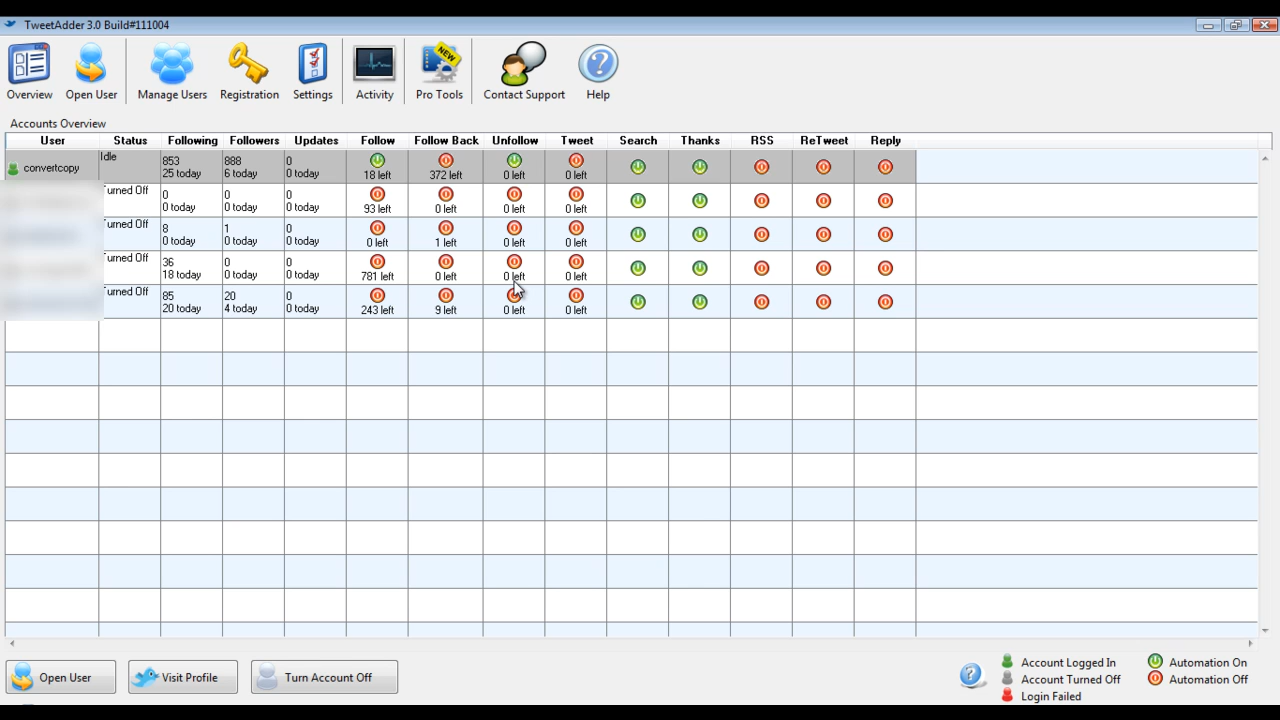 TweetAdder 3.0 Build#111004
Overview Open User Manage Users Registration Settings Activity Pro Tools Contact Support Help
NEW
Accounts Overview
User Status Following Followers Updates Follow Follow Back Unfollow Tweet Search Thanks RSS ReTweet Reply
convertcopy Idle 853 888 0
25 today 6 today 0 today 18 left 372 left 0 left 0 left
Turned Off 0 0 0
0 today 0 today 0 today 93 left 0 left 0 left 0 left
Turned Off 8 1 0
0 today 0 today 0 today 0 left 1 left 0 left 0 left
Turned Off 36 0 0
18 today 0 today 0 today 781 left 0 left 0 left 0 left
Turned Off 85 20 0
20 today 4 today 0 today 243 left 9 left 0 left 0 left
Open User Visit Profile Turn Account Off
Account Logged In Automation On
Account Turned Off Automation Off
Login Failed